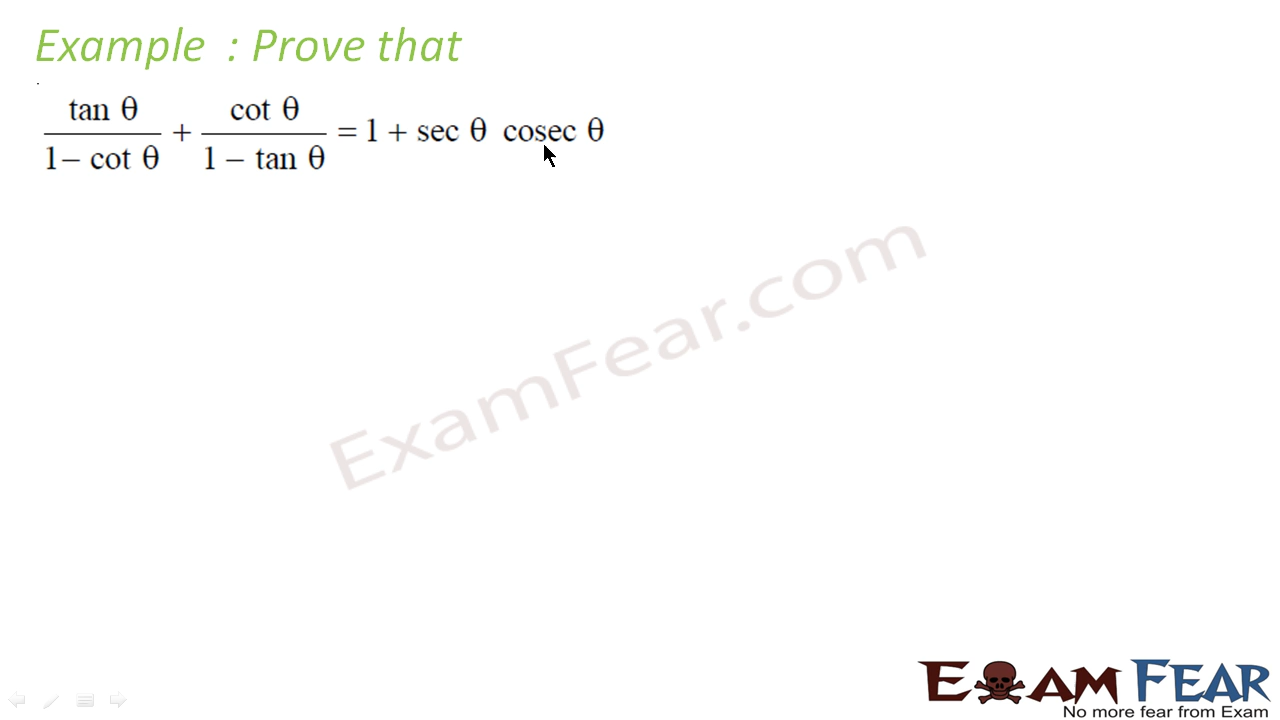 Example : Prove that
tan θ / 1– cot θ + cot θ / 1 – tan θ = 1 + sec θ cosec θ
ExamFear.com
EXAM FEAR
No more fear from Exam